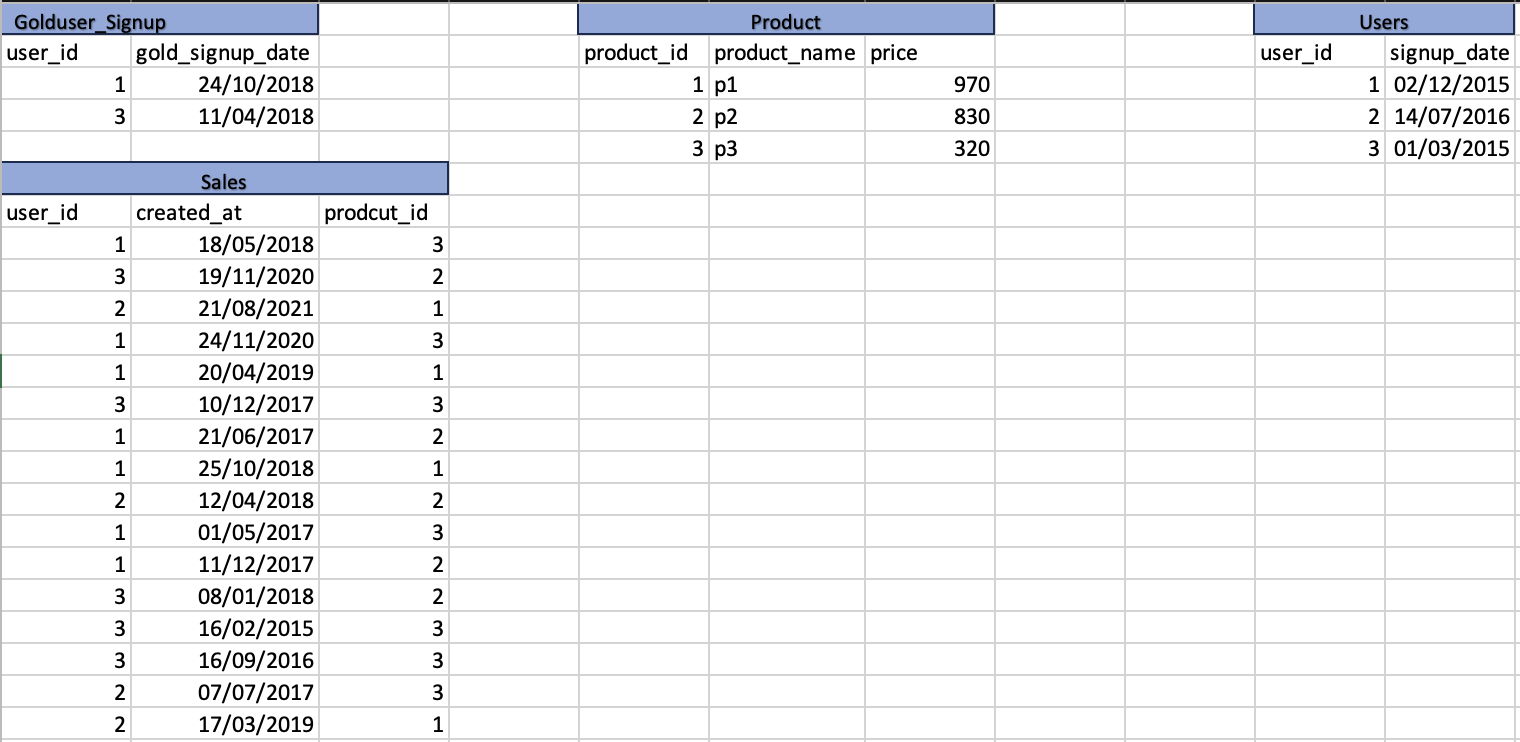 Golduser_Signup Product Users
user_id gold_signup_date product_id product_name price user_id signup_date
1 24/10/2018 1 p1 970 1 02/12/2015
3 11/04/2018 2 p2 830 2 14/07/2016
3 p3 320 3 01/03/2015
Sales
user_id created_at prodcut_id
1 18/05/2018 3
3 19/11/2020 2
2 21/08/2021 1
1 24/11/2020 3
1 20/04/2019 1
3 10/12/2017 3
1 21/06/2017 2
1 25/10/2018 1
2 12/04/2018 2
1 01/05/2017 3
1 11/12/2017 2
3 08/01/2018 2
3 16/02/2015 3
3 16/09/2016 3
2 07/07/2017 3
2 17/03/2019 1